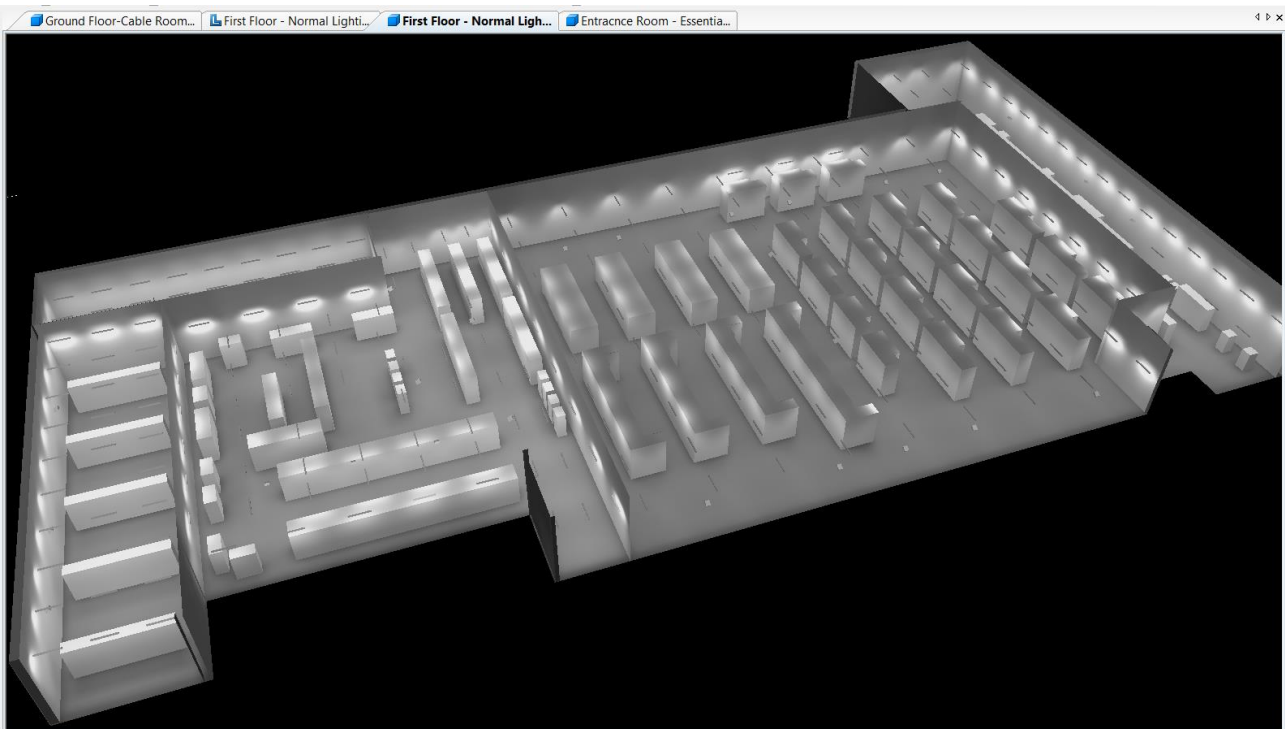 Ground Floor-Cable Room...
First Floor - Normal Lighti...
First Floor - Normal Ligh...
Entracnce Room - Essentia...